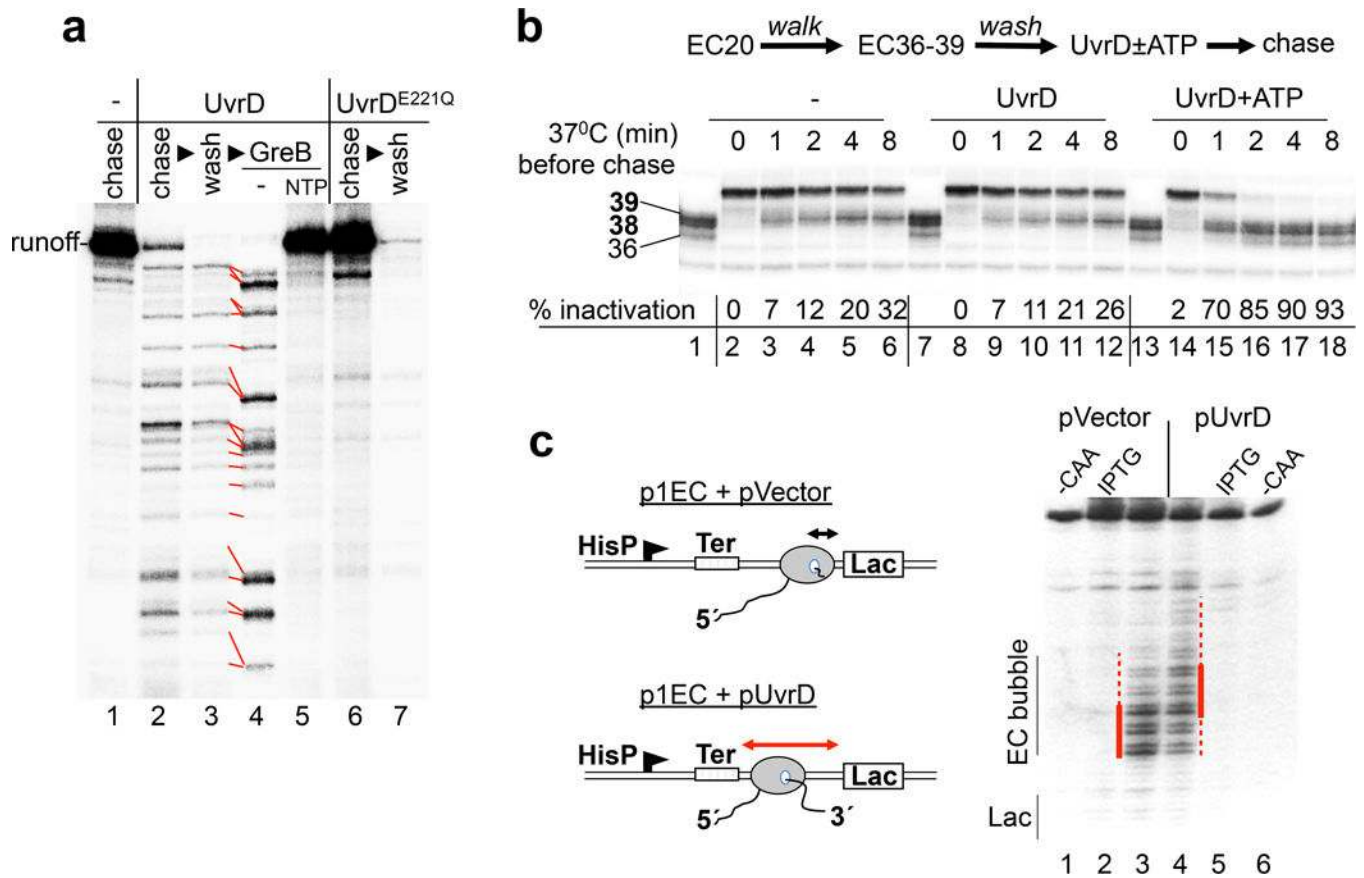 a
- UvrD UvrDE221Q
chase chase wash GreB chase wash
- NTP
runoff-
1 2 3 4 5 6 7
b
EC20 walk EC36-39 wash UvrD±ATP chase
- UvrD UvrD+ATP
37⁰C (min) 0 1 2 4 8 0 1 2 4 8 0 1 2 4 8
before chase
39
38
36
% inactivation 0 7 12 20 32 0 7 11 21 26 2 70 85 90 93
1 2 3 4 5 6 7 8 9 10 11 12 13 14 15 16 17 18
c
p1EC + pVector
HisP Ter Lac
5´
p1EC + pUvrD
HisP Ter Lac
5´ 3´
pVector pUvrD
-CAA IPTG IPTG -CAA
EC bubble
Lac
1 2 3 4 5 6